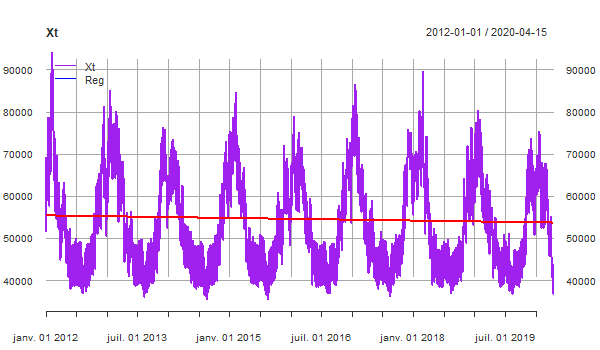 Xt 2012-01-01 / 2020-04-15
Xt
Reg
90000 90000
80000 80000
70000 70000
60000 60000
50000 50000
40000 40000
janv. 01 2012 juil. 01 2013 janv. 01 2015 juil. 01 2016 janv. 01 2018 juil. 01 2019